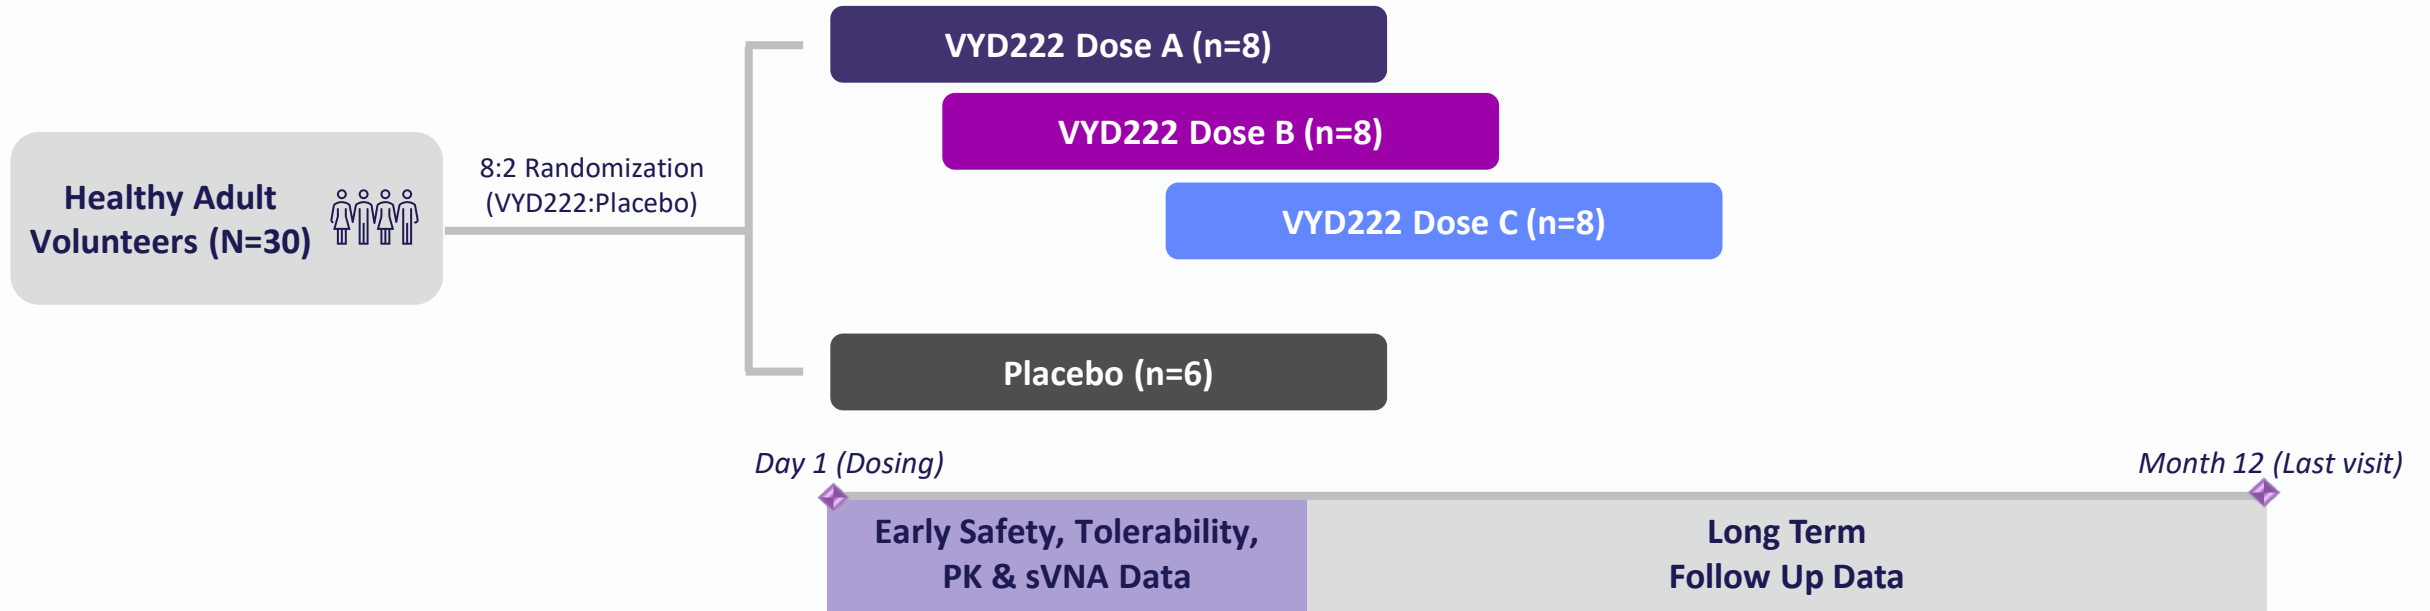 Healthy Adult
Volunteers (N=30)
8:2 Randomization
(VYD222:Placebo)
VYD222 Dose A (n=8)
VYD222 Dose B (n=8)
VYD222 Dose C (n=8)
Placebo (n=6)
Day 1 (Dosing)
Month 12 (Last visit)
Early Safety, Tolerability,
PK & sVNA Data
Long Term
Follow Up Data